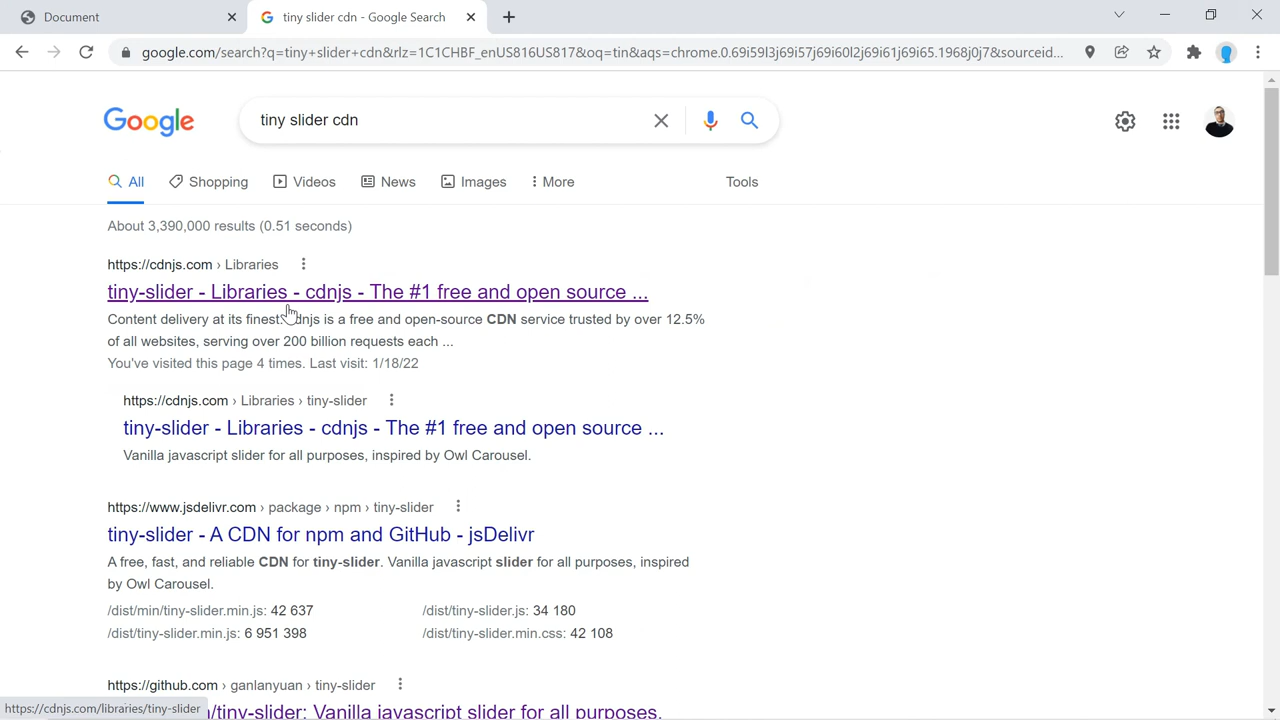 Document
tiny slider cdn - Google Search
google.com/search?q=tiny+slider+cdn&rlz=1C1CHBF_enUS816US817&oq=tin&aqs=chrome.0.69i59l3j69i57j69i60l2j69i61j69i65.1968j0j7&sourceid...
Google
tiny slider cdn
All
Shopping
Videos
News
Images
More
Tools
About 3,390,000 results (0.51 seconds)
https://cdnjs.com › Libraries
tiny-slider - Libraries - cdnjs - The #1 free and open source ...
Content delivery at its finest. cdnjs is a free and open-source CDN service trusted by over 12.5%
of all websites, serving over 200 billion requests each ...
You've visited this page 4 times. Last visit: 1/18/22
https://cdnjs.com › Libraries › tiny-slider
tiny-slider - Libraries - cdnjs - The #1 free and open source ...
Vanilla javascript slider for all purposes, inspired by Owl Carousel.
https://www.jsdelivr.com › package › npm › tiny-slider
tiny-slider - A CDN for npm and GitHub - jsDelivr
A free, fast, and reliable CDN for tiny-slider. Vanilla javascript slider for all purposes, inspired
by Owl Carousel.
/dist/min/tiny-slider.min.js: 42 637
/dist/tiny-slider.js: 34 180
/dist/tiny-slider.min.js: 6 951 398
/dist/tiny-slider.min.css: 42 108
https://github.com › ganlanyuan › tiny-slider
/tiny-slider: Vanilla javascript slider for all purposes.
https://cdnjs.com/libraries/tiny-slider